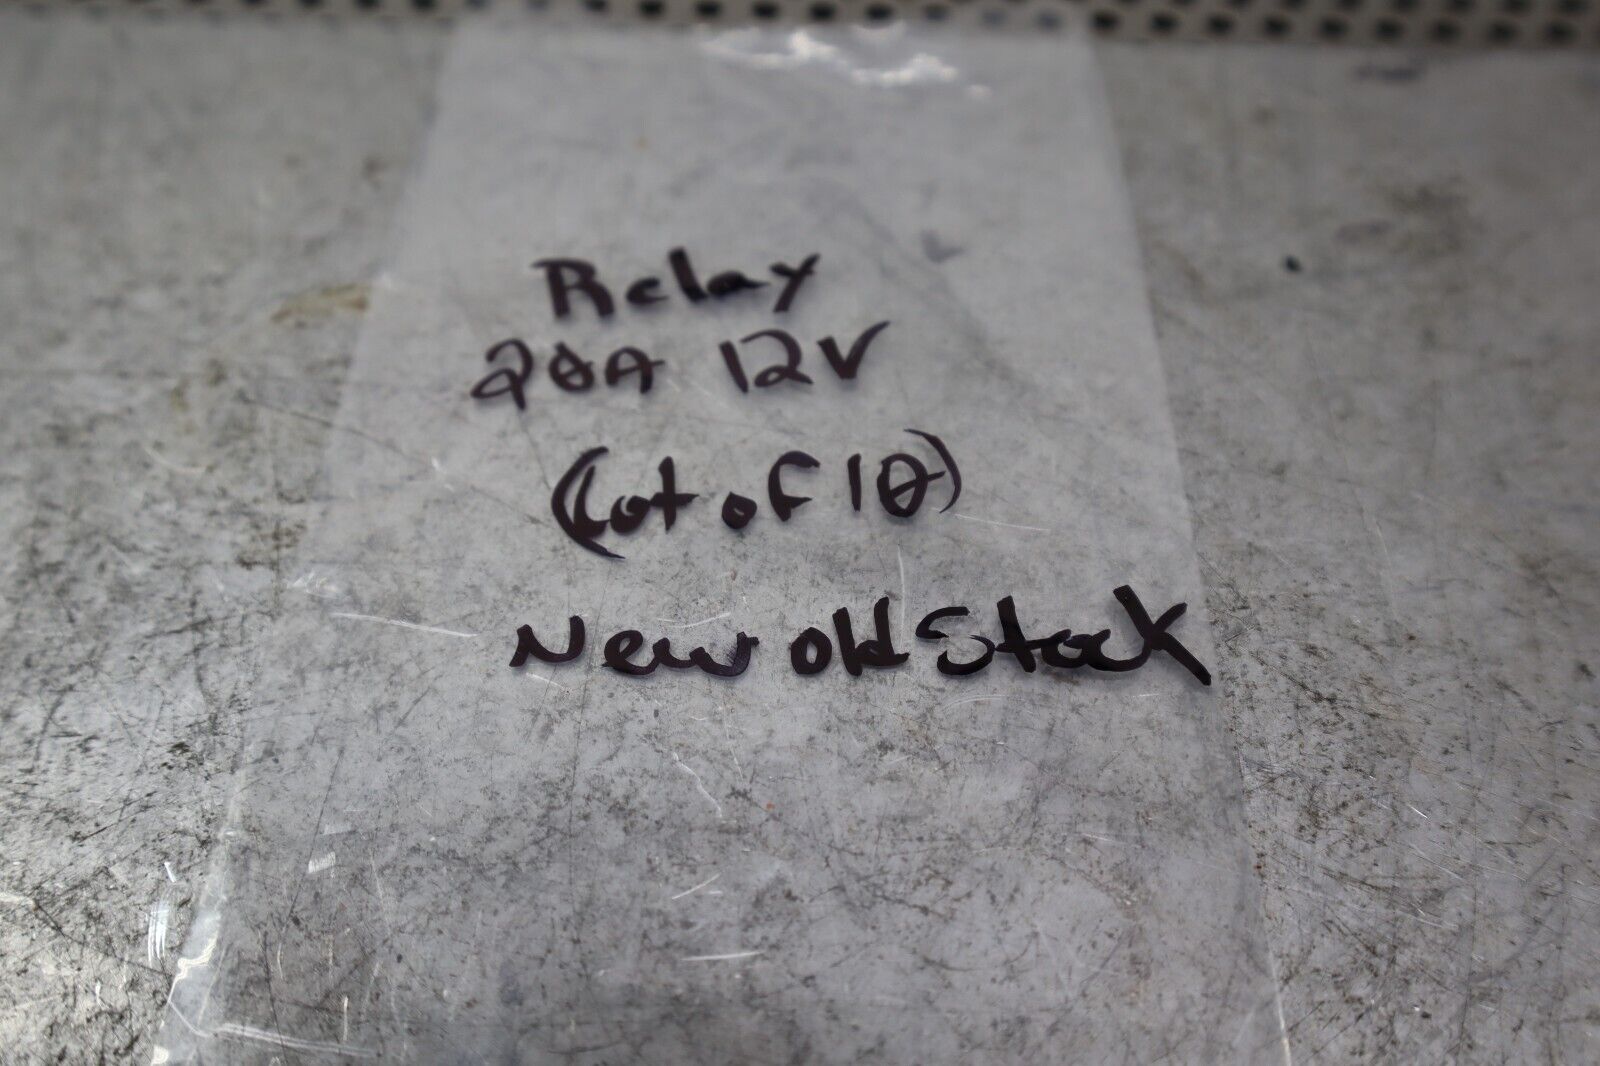 Relay
20A 12V
(Lot of 10)
New Old Stock